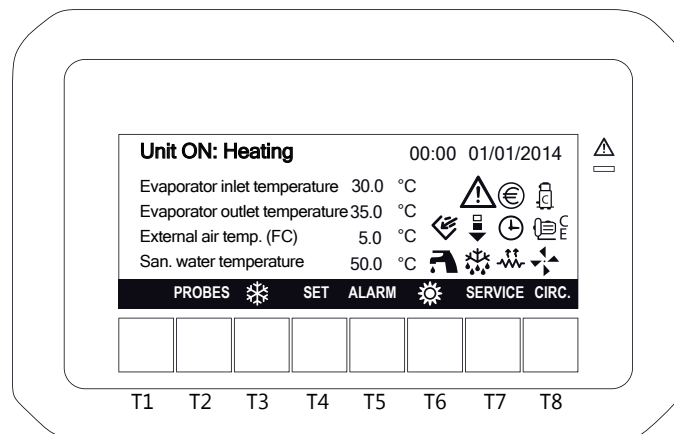 Unit ON: Heating 00:00 01/01/2014
Evaporator inlet temperature 30.0 °C
Evaporator outlet temperature 35.0 °C
External air temp. (FC) 5.0 °C
San. water temperature 50.0 °C
€
C
C
E
PROBES SET ALARM SERVICE CIRC.
T1 T2 T3 T4 T5 T6 T7 T8